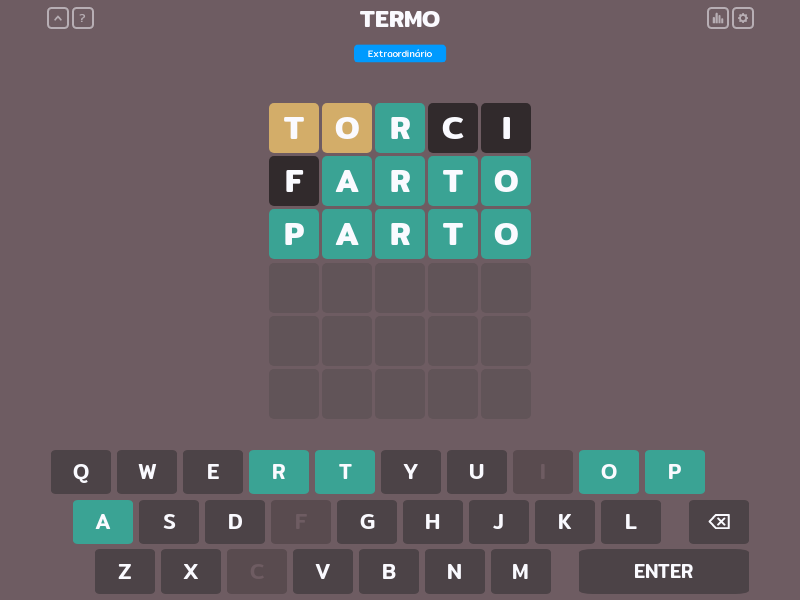 ?
TERMO
Extraordinário
T O R C I
F A R T O
P A R T O
Q W E R T Y U I O P
A S D F G H J K L
Z X C V B N M ENTER